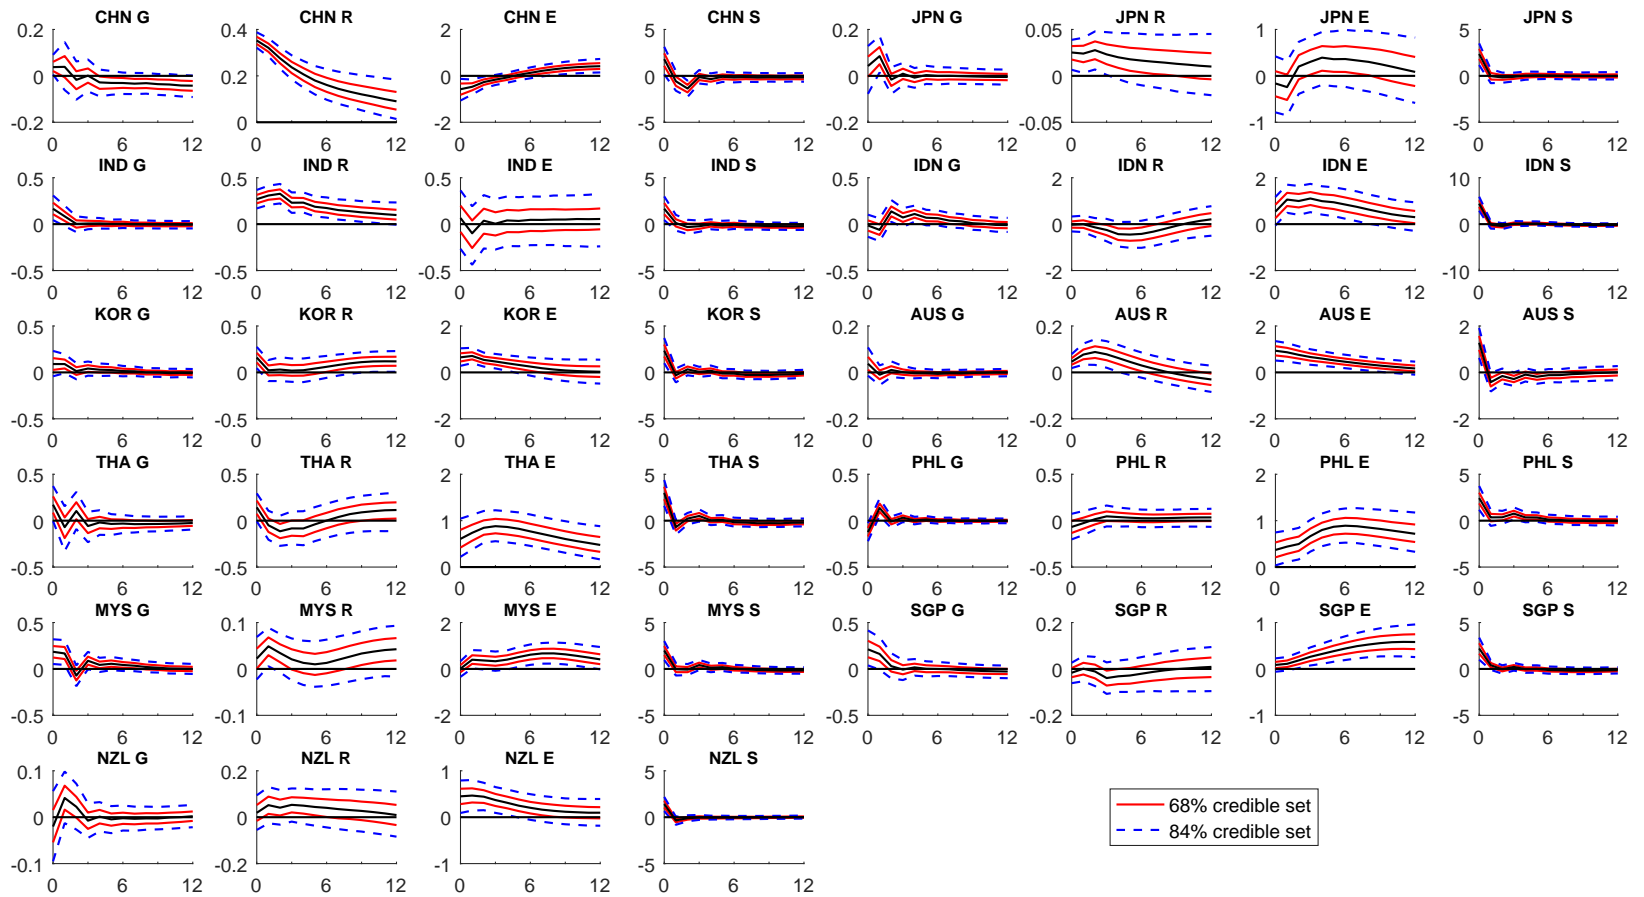 CHN G CHN R CHN E CHN S JPN G JPN R JPN E JPN S
0.2 0.4 2 5 0.2 0.05 1 5
0 0.2 0 0 0 0 0 0
-0.2 0 -2 -5 -0.2 -0.05 -1 -5
0 6 12 0 6 12 0 6 12 0 6 12 0 6 12 0 6 12 0 6 12 0 6 12
IND G IND R IND E IND S IDN G IDN R IDN E IDN S
0.5 0.5 0.5 5 0.5 2 2 10
0 0 0 0 0 0 0 0
-0.5 -0.5 -0.5 -5 -0.5 -2 -2 -10
0 6 12 0 6 12 0 6 12 0 6 12 0 6 12 0 6 12 0 6 12 0 6 12
KOR G KOR R KOR E KOR S AUS G AUS R AUS E AUS S
0.5 0.5 2 5 0.2 0.2 2 2
0 0 0 0 0 0 0 0
-0.5 -0.5 -2 -5 -0.2 -0.2 -2 -2
0 6 12 0 6 12 0 6 12 0 6 12 0 6 12 0 6 12 0 6 12 0 6 12
THA G THA R THA E THA S PHL G PHL R PHL E PHL S
0.5 0.5 2 5 0.5 0.5 2 5
0 0 1 0 0 0 1 0
-0.5 -0.5 0 -5 -0.5 -0.5 0 -5
0 6 12 0 6 12 0 6 12 0 6 12 0 6 12 0 6 12 0 6 12 0 6 12
MYS G MYS R MYS E MYS S SGP G SGP R SGP E SGP S
0.5 0.1 2 5 0.5 0.2 1 5
0 0 0 0 0 0 0 0
-0.5 -0.1 -2 -5 -0.5 -0.2 -1 -5
0 6 12 0 6 12 0 6 12 0 6 12 0 6 12 0 6 12 0 6 12 0 6 12
NZL G NZL R NZL E NZL S
0.1 0.2 1 5
0 0 0 0
-0.1 -0.2 -1 -5
0 6 12 0 6 12 0 6 12 0 6 12
68% credible set
84% credible set